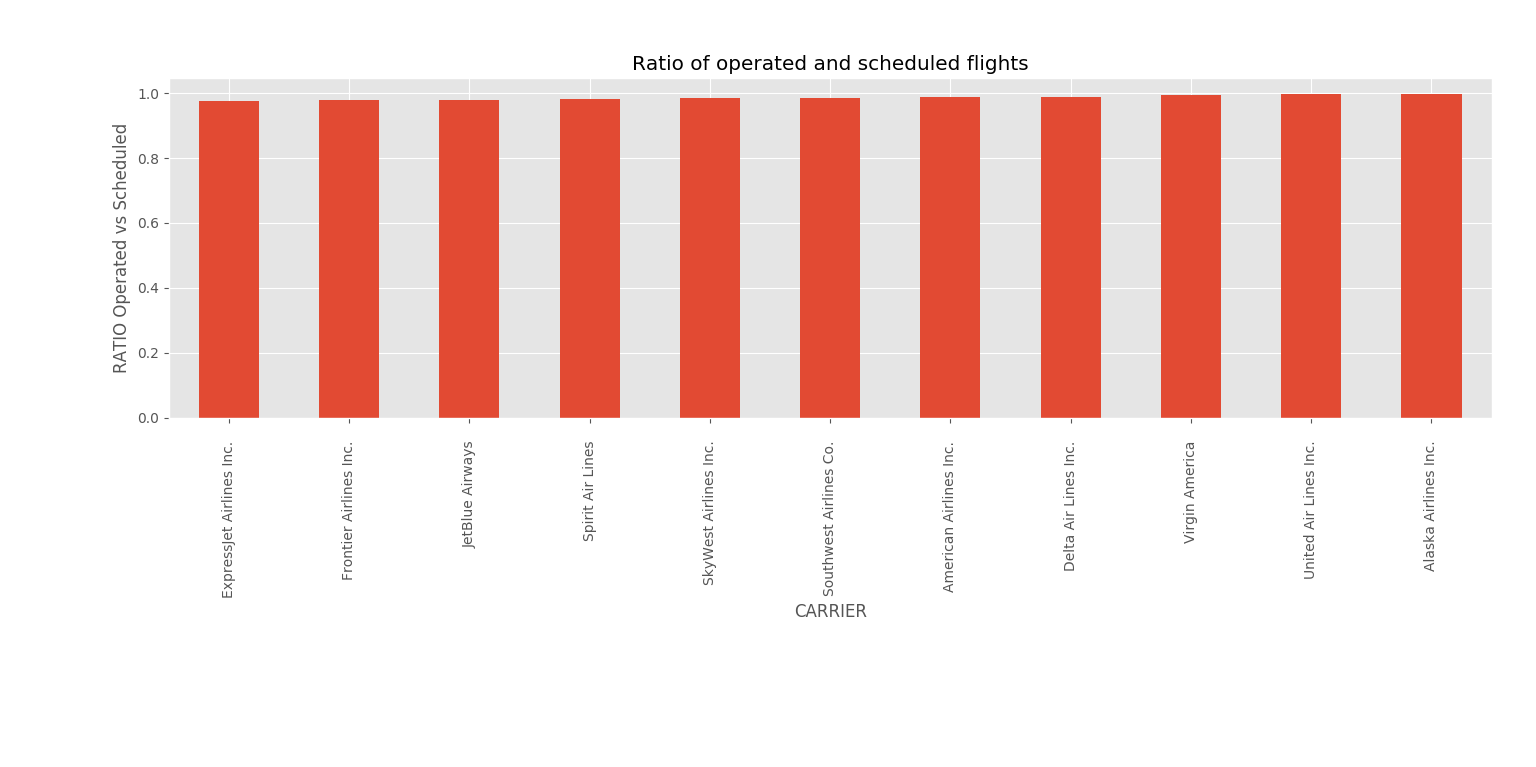 Ratio of operated and scheduled flights
RATIO Operated vs Scheduled
1.0
0.8
0.6
0.4
0.2
0.0
ExpressJet Airlines Inc.
Frontier Airlines Inc.
JetBlue Airways
Spirit Air Lines
SkyWest Airlines Inc.
Southwest Airlines Co.
American Airlines Inc.
Delta Air Lines Inc.
Virgin America
United Air Lines Inc.
Alaska Airlines Inc.
CARRIER